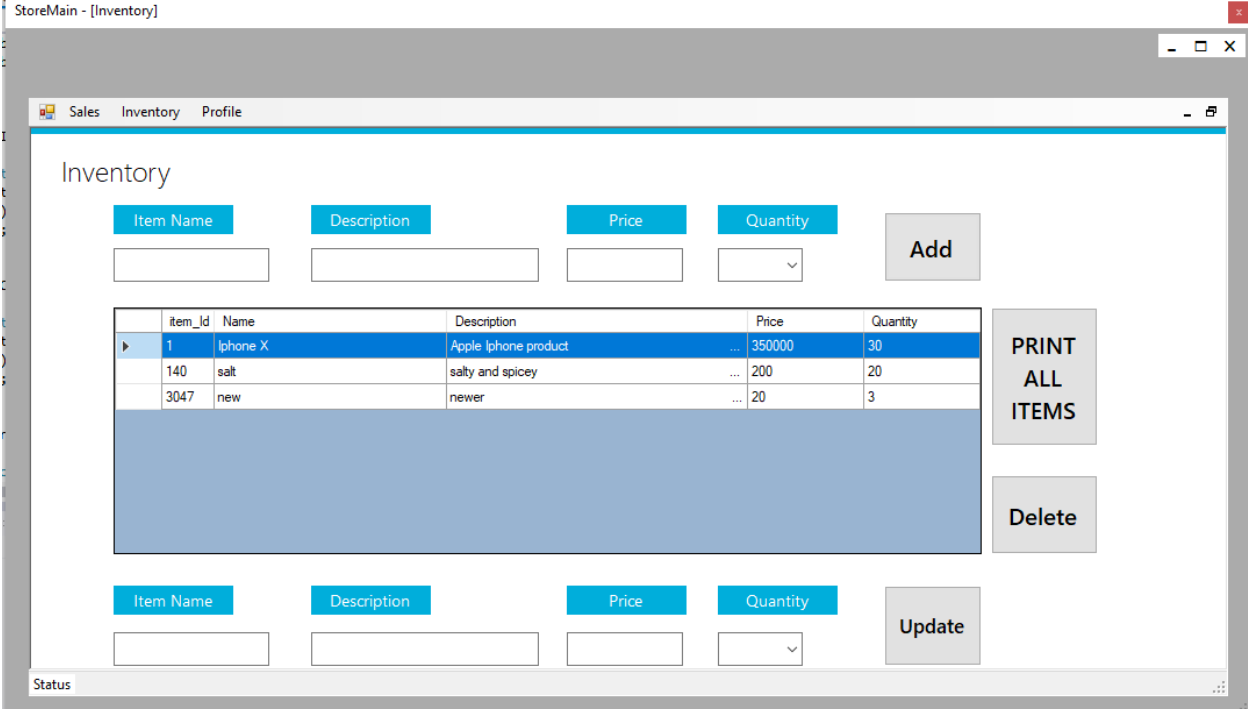 StoreMain - [Inventory]
Sales Inventory Profile
Inventory
Item Name Description Price Quantity
Add
item_Id Name Description Price Quantity
1 Iphone X Apple Iphone product ... 350000 30
140 salt salty and spicey ... 200 20
3047 new newer ... 20 3
PRINT
ALL
ITEMS
Delete
Item Name Description Price Quantity
Update
Status